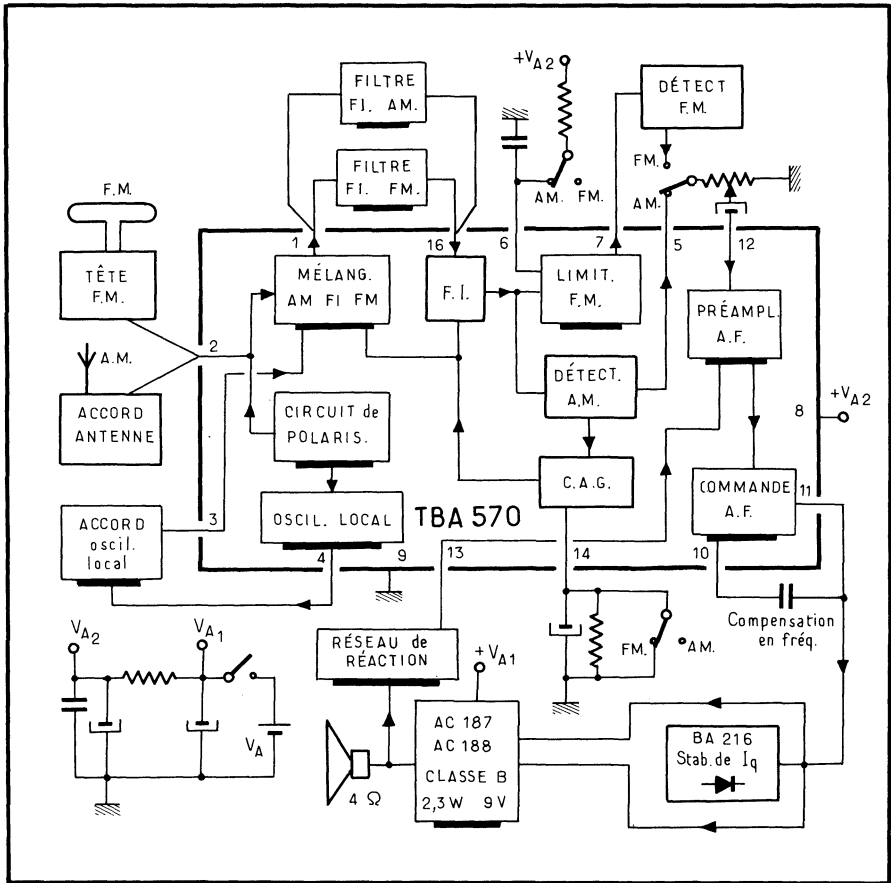 FILTRE
FI. AM.
+VA2
DÉTECT
F.M.
FILTRE
FI. FM.
FM.
AM.
FM.
AM.
F.M.
TÊTE
F.M.
1
16
6
7
5
12
MÉLANG.
AM FI FM
F.I.
LIMIT.
F.M.
PRÉAMPL.
A.F.
2
A.M.
ACCORD
ANTENNE
CIRCUIT de
POLARIS.
DÉTECT.
A.M.
+VA2
8
C.A.G.
COMMANDE
A.F.
11
OSCIL. LOCAL
TBA 570
3
ACCORD
oscil.
local
4
9
13
14
10
Compensation
en fréq.
VA2
VA1
RÉSEAU de
RÉACTION
+VA1
FM.
AM.
VA
AC 187
AC 188
CLASSE B
2,3W 9V
4 Ω
BA 216
Stab. de Iq